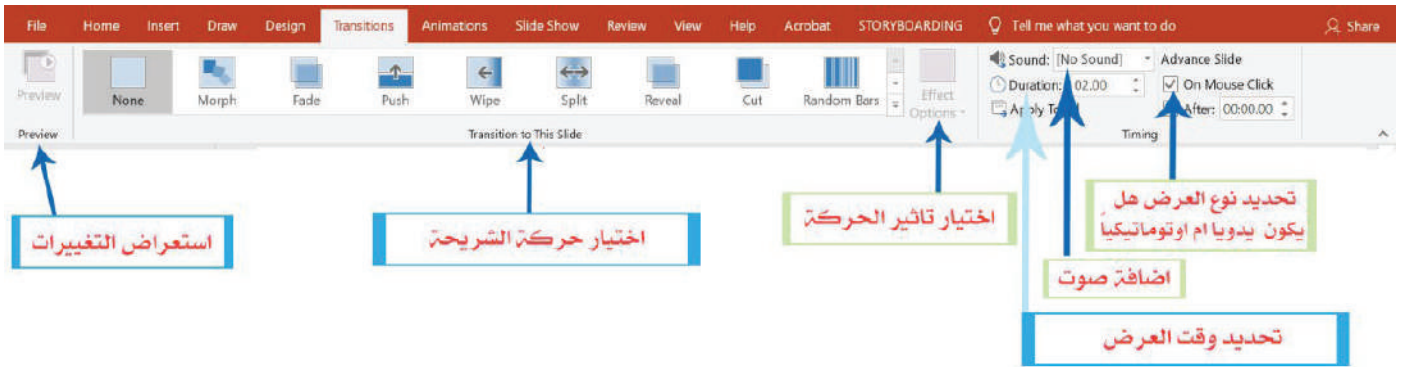 File Home Insert Draw Design Transitions Animations Slide Show Review View Help Acrobat STORYBOARDING Tell me what you want to do Share
Preview
None Morph Fade Push Wipe Split Reveal Cut Random Bars
Effect
Options
Sound: [No Sound]
Duration: 02.00
Apply To
Advance Slide
On Mouse Click
After: 00:00.00
Preview Transition to This Slide Timing
استعراض التغييرات
اختيار حركة الشريحة
اختيار تاثير الحركة
تحديد نوع العرض هل
يكون يدويا ام اوتوماتيكياً
اضافة صوت
تحديد وقت العرض